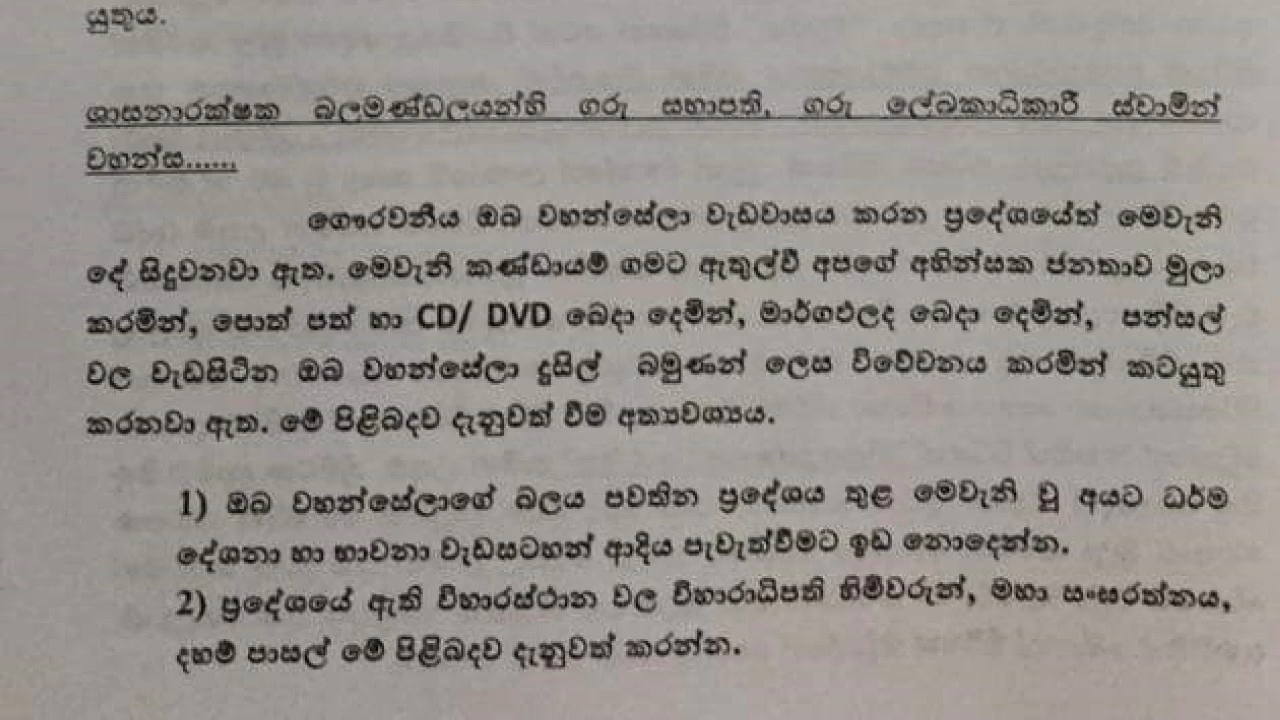 යුතුය.
ශාසනාරක්ෂක බලමණ්ඩලයන්හි ගරු සභාපති, ගරු ලේඛකාධිකාරී ස්වාමීන්
වහන්ස......
ගෞරවනීය ඔබ වහන්සේලා වැඩවාසය කරන ප්‍රදේශයේත් මෙවැනි
දේ සිදුවනවා ඇත. මෙවැනි කණ්ඩායම් ගමට ඇතුල්වී අපගේ අහින්සක ජනතාව මුලා
කරමින්, පොත් පත් හා CD/ DVD බෙදා දෙමින්, මාර්ගඵලද බෙදා දෙමින්, පන්සල්
වල වැඩසිටින ඔබ වහන්සේලා දුසිල් බමුණන් ලෙස විවේචනය කරමින් කටයුතු
කරනවා ඇත. මේ පිළිබදව දැනුවත් වීම අත්‍යවශ්‍යය.
1) ඔබ වහන්සේලාගේ බලය පවතින ප්‍රදේශය තුළ මෙවැනි වූ අයට ධර්ම
දේශනා හා භාවනා වැඩසටහන් ආදිය පැවැත්වීමට ඉඩ නොදෙන්න.
2) ප්‍රදේශයේ ඇති විහාරස්ථාන වල විහාරාධිපති හිමිවරුන්, මහා සංඝරත්නය,
දහම් පාසල් මේ පිළිබදව දැනුවත් කරන්න.